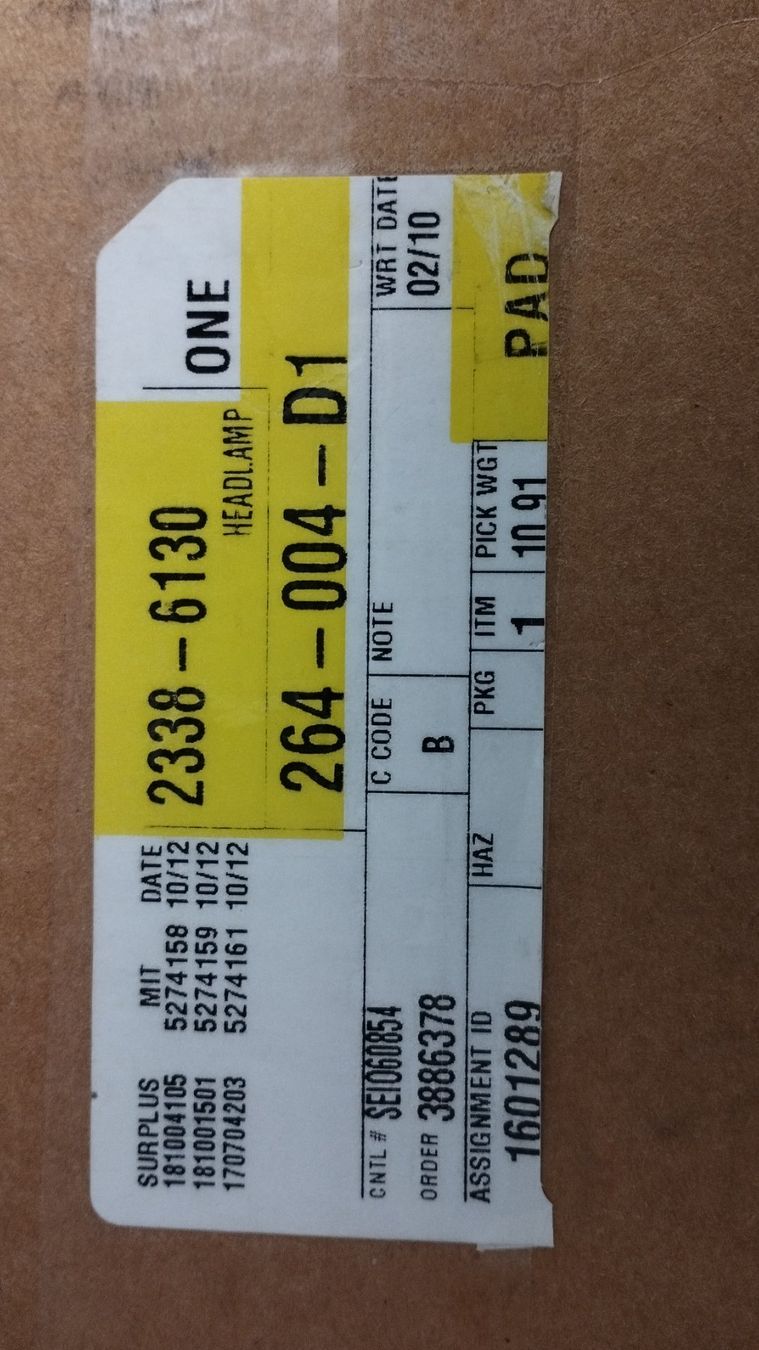 SURPLUS MIT DATE
181004105 5274158 10/12
181001501 5274159 10/12
170704203 5274161 10/12
2338-6130
ONE
HEADLAMP
264-004-D1
CNTL # SEI060854
ORDER 3886378
C CODE
B
NOTE
WRT DATE
02/10
ASSIGNMENT ID
1601289
HAZ
PKG
ITM
1
PICK WGT
10.91
PAD